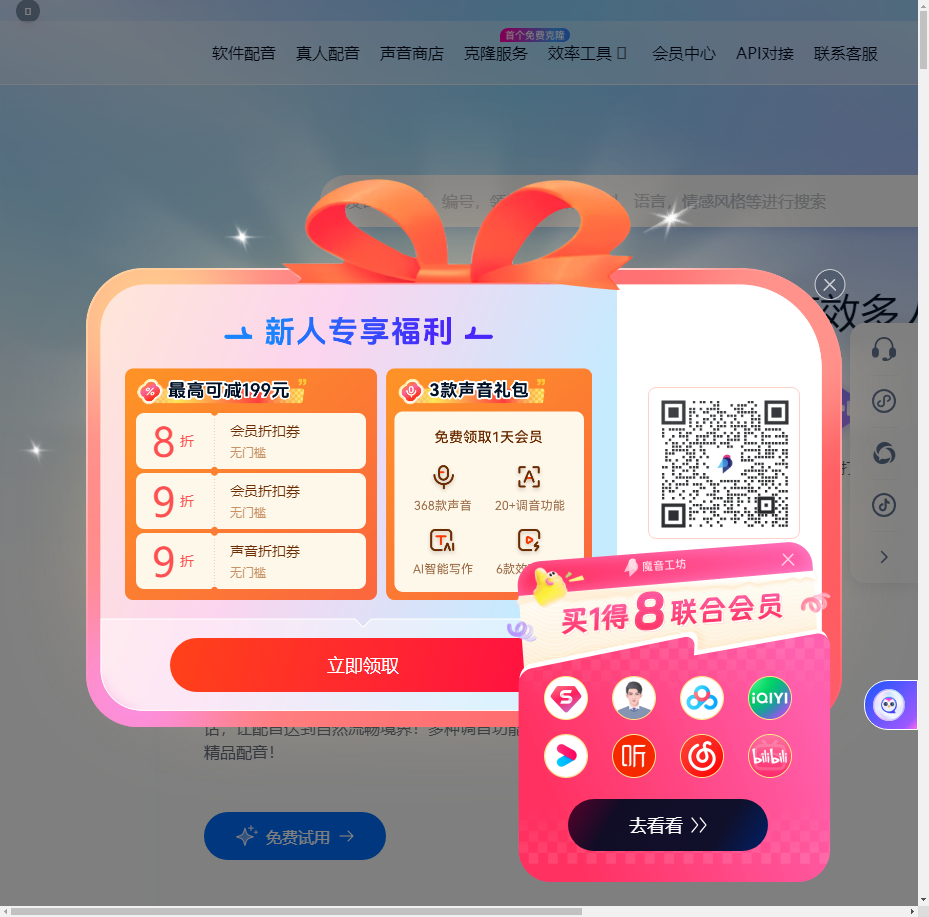 首个免费克隆
软件配音 真人配音 声音商店 克隆服务 效率工具 会员中心 API对接 联系客服
编号, 语言, 情感风格等进行搜索
效多人
新人专享福利
最高可减199元
8折 会员折扣券
无门槛
9折 会员折扣券
无门槛
9折 声音折扣券
无门槛
3款声音礼包
免费领取1天会员
368款声音 20+调音功能
AI智能写作 6款效
立即领取
魔音工坊
买1得8联合会员
iQIYI
听
bilibili
去看看
话,让配音达到自然流畅境界!多种调音功能
精品配音!
免费试用